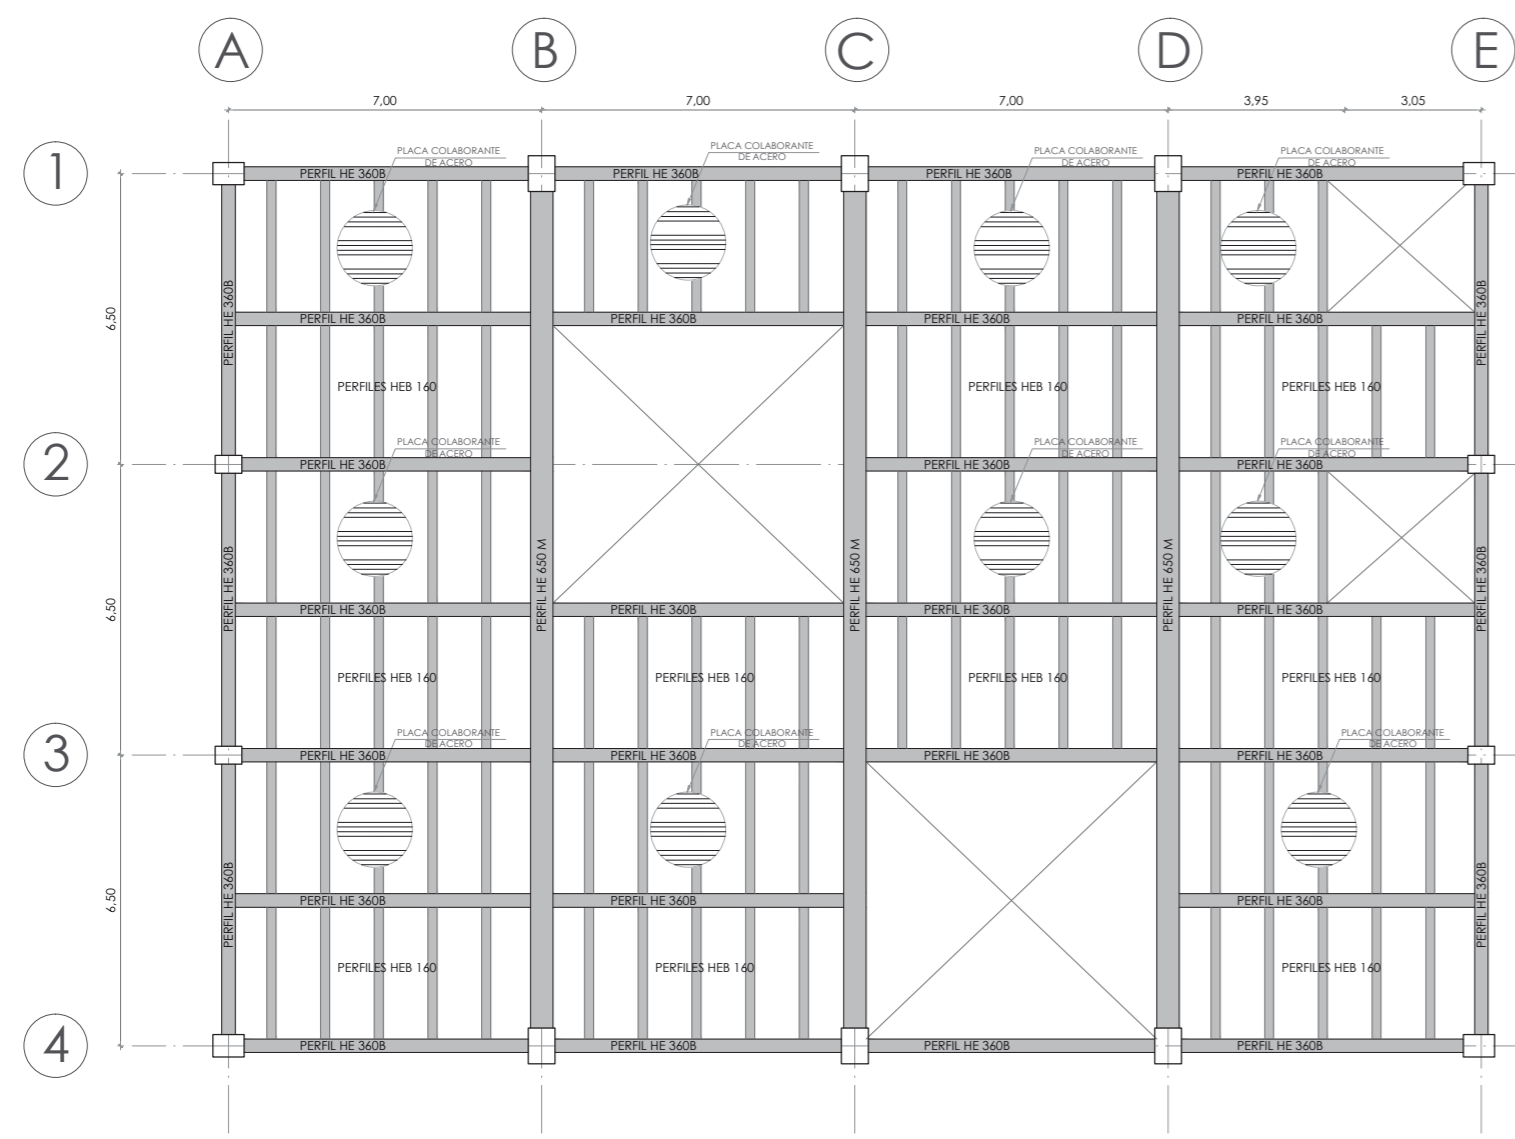 A
B
C
D
E
7,00
7,00
7,00
3,95
3,05
1
PLACA COLABORANTE
DE ACERO
PLACA COLABORANTE
DE ACERO
PLACA COLABORANTE
DE ACERO
PLACA COLABORANTE
DE ACERO
PERFIL HE 360B
PERFIL HE 360B
PERFIL HE 360B
PERFIL HE 360B
6,50
PERFIL HE 360B
PERFIL HE 360B
PERFIL HE 360B
PERFIL HE 360B
PERFIL HE 360B
PERFIL HE 360B
PERFILES HEB 160
PERFILES HEB 160
PERFILES HEB 160
2
PLACA COLABORANTE
DE ACERO
PLACA COLABORANTE
DE ACERO
PLACA COLABORANTE
DE ACERO
PERFIL HE 360B
PERFIL HE 360B
PERFIL HE 360B
6,50
PERFIL HE 360B
PERFIL HE 650 M
PERFIL HE 650 M
PERFIL HE 650 M
PERFIL HE 360B
PERFIL HE 360B
PERFIL HE 360B
PERFIL HE 360B
PERFIL HE 360B
PERFILES HEB 160
PERFILES HEB 160
PERFILES HEB 160
PERFILES HEB 160
3
PLACA COLABORANTE
DE ACERO
PLACA COLABORANTE
DE ACERO
PLACA COLABORANTE
DE ACERO
PERFIL HE 360B
PERFIL HE 360B
PERFIL HE 360B
PERFIL HE 360B
6,50
PERFIL HE 360B
PERFIL HE 360B
PERFIL HE 360B
PERFIL HE 360B
PERFIL HE 360B
PERFILES HEB 160
PERFILES HEB 160
PERFILES HEB 160
4
PERFIL HE 360B
PERFIL HE 360B
PERFIL HE 360B
PERFIL HE 360B